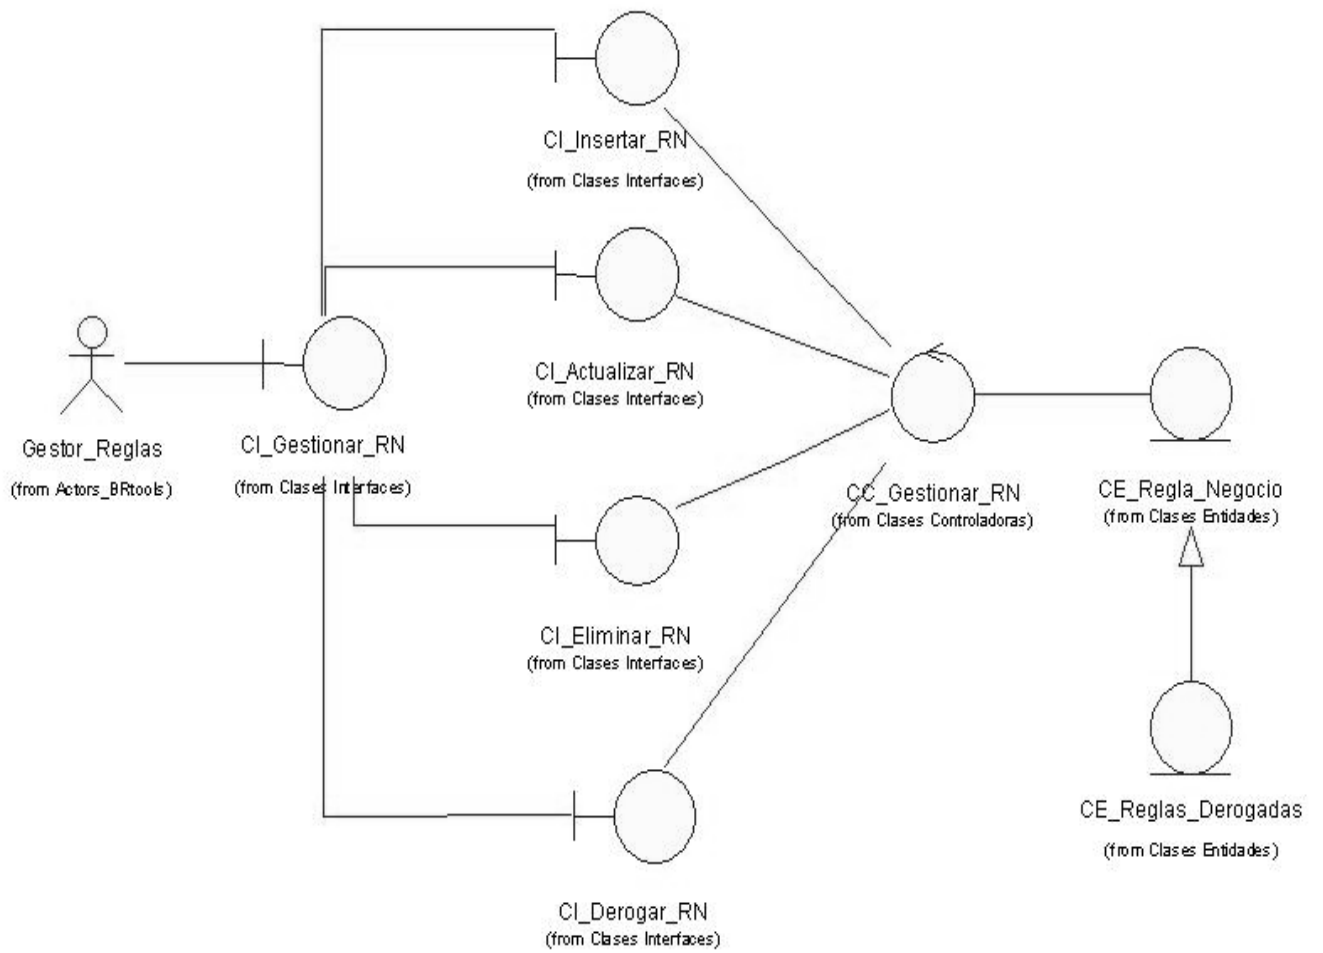 CI_Insertar_RN
(from Clases Interfaces)
CI_Actualizar_RN
(from Clases Interfaces)
Gestor_Reglas
(from Actors_BRtools)
CI_Gestionar_RN
(from Clases Interfaces)
CC_Gestionar_RN
(from Clases Controladoras)
CE_Regla_Negocio
(from Clases Entidades)
CI_Eliminar_RN
(from Clases Interfaces)
CE_Reglas_Derogadas
(from Clases Entidades)
CI_Derogar_RN
(from Clases Interfaces)